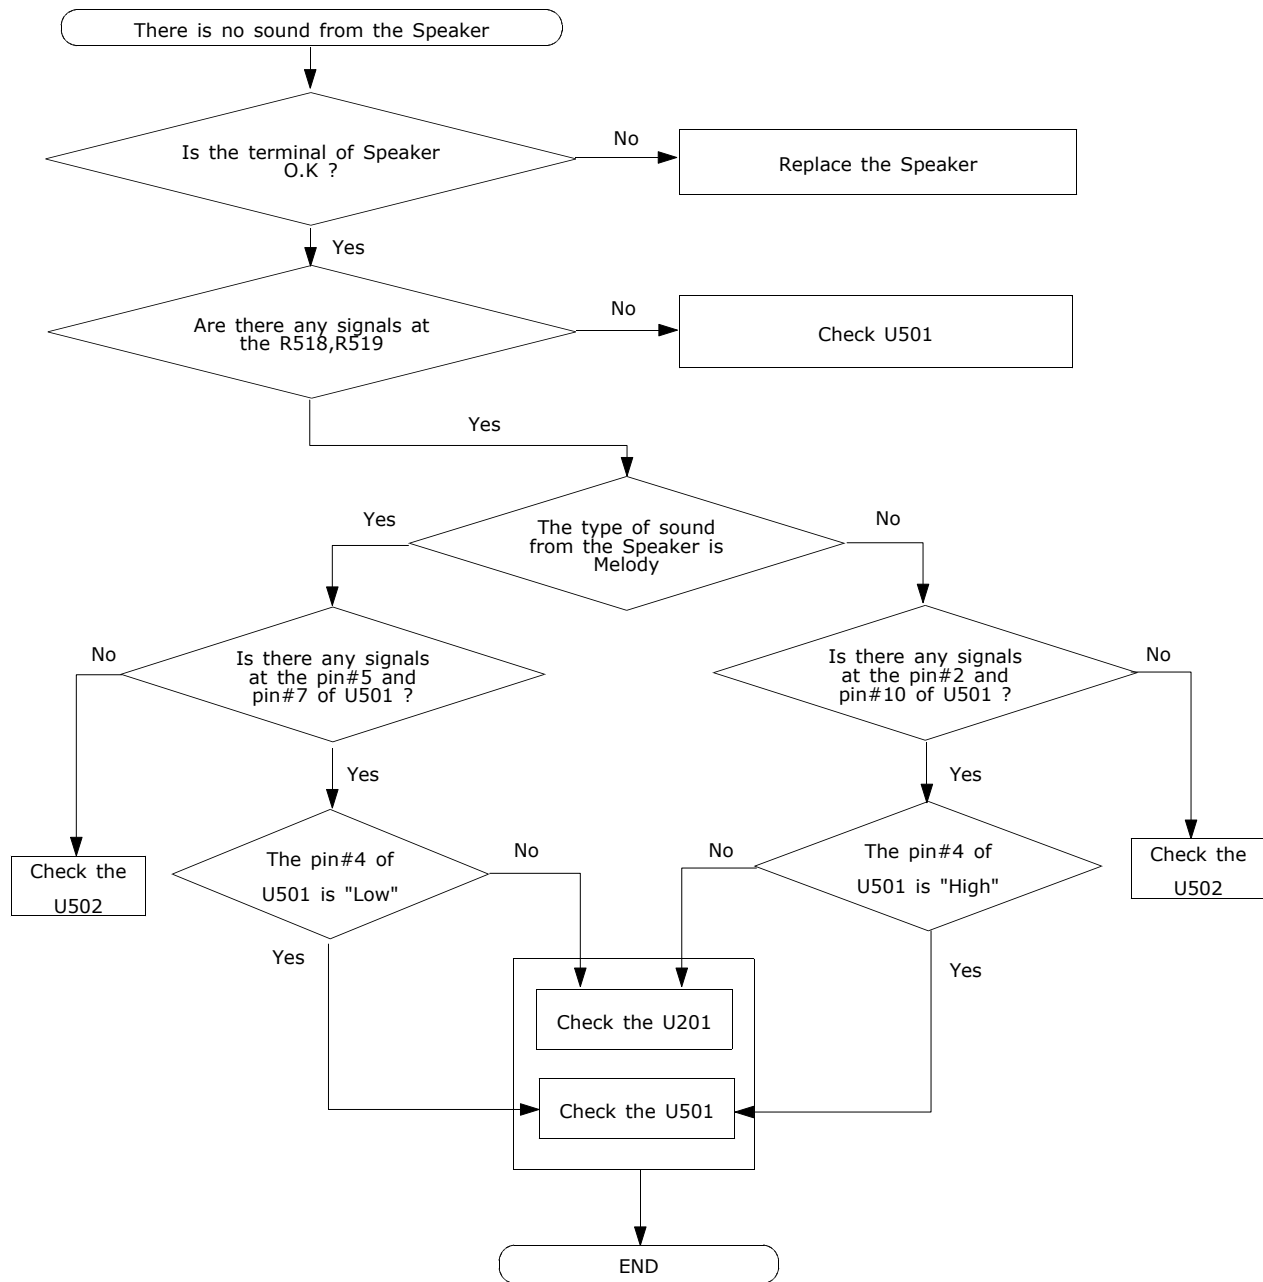 There is no sound from the Speaker
Is the terminal of Speaker
O.K ?
No
Replace the Speaker
Yes
Are there any signals at
the R518,R519
No
Check U501
Yes
The type of sound
from the Speaker is
Melody
Yes
No
Is there any signals
at the pin#5 and
pin#7 of U501 ?
No
Yes
Is there any signals
at the pin#2 and
pin#10 of U501 ?
No
Yes
Check the
U502
The pin#4 of
U501 is "Low"
No
Yes
The pin#4 of
U501 is "High"
No
Yes
Check the
U502
Check the U201
Check the U501
END